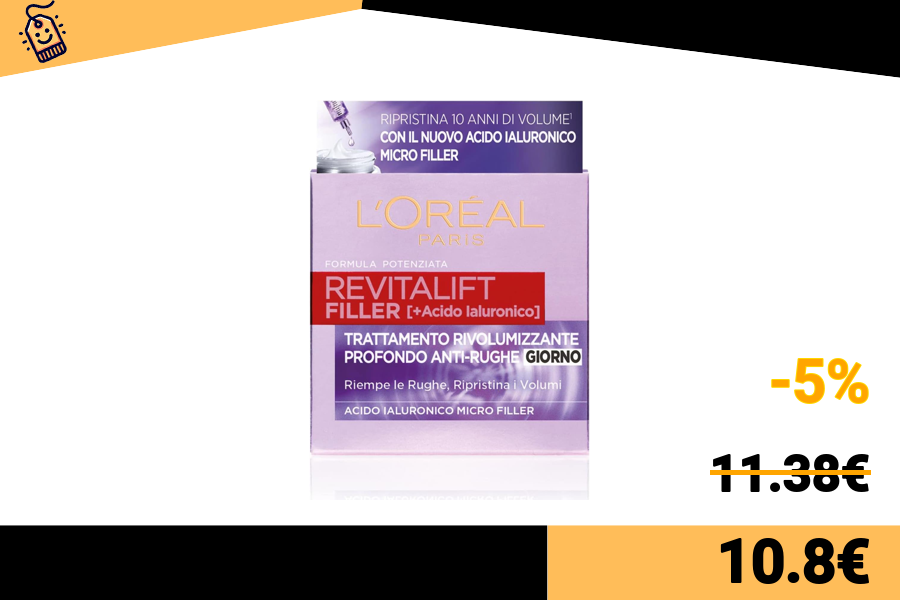 RIPRISTINA 10 ANNI DI VOLUME¹
CON IL NUOVO ACIDO IALURONICO
MICRO FILLER
L'ORÉAL
PARIS
FORMULA POTENZIATA
REVITALIFT
FILLER [+Acido Ialuronico]
TRATTAMENTO RIVOLUMIZZANTE
PROFONDO ANTI-RUGHE GIORNO
Riempe le Rughe, Ripristina i Volumi
ACIDO IALURONICO MICRO FILLER
-5%
11.38€
10.8€